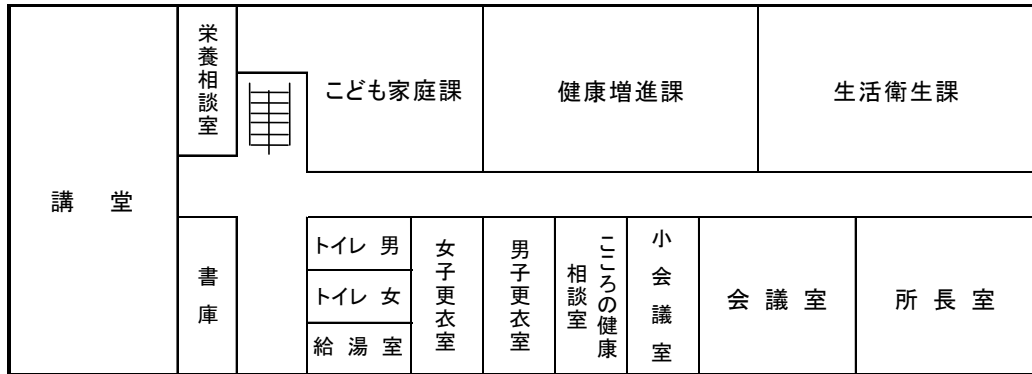 講　堂
栄養相談室
こども家庭課
健康増進課
生活衛生課
書庫
トイレ 男
トイレ 女
給 湯 室
女子更衣室
男子更衣室
こころの健康
相談室
小会議室
会 議 室
所 長 室